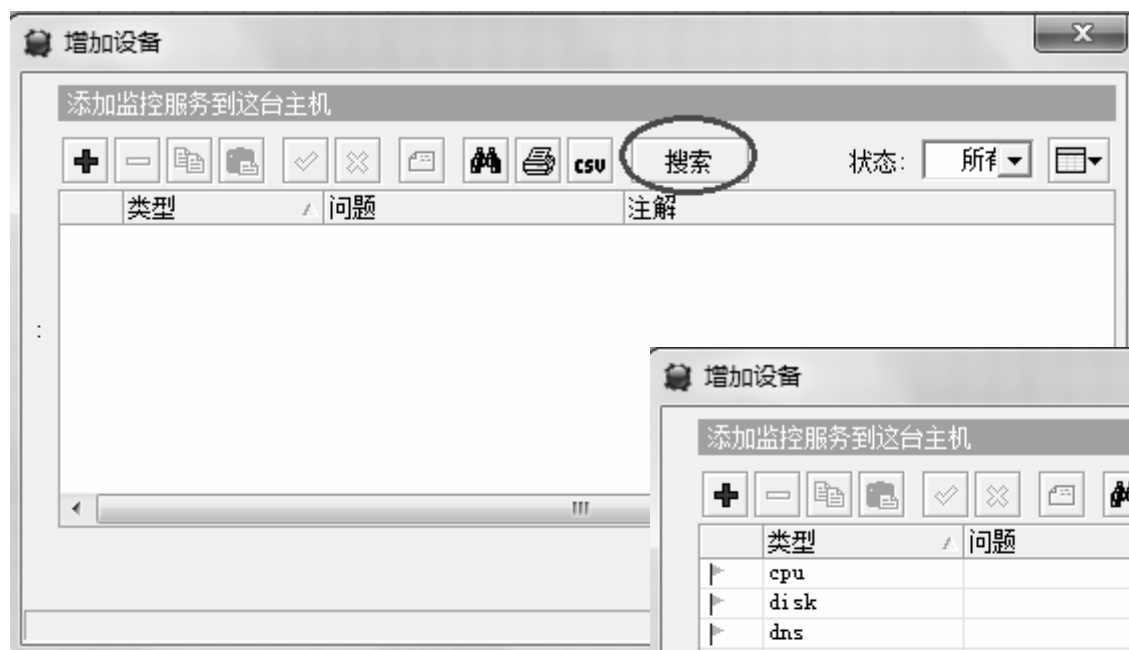 增加设备
添加监控服务到这台主机
csv 搜索 状态: 所有
类型 问题 注解
:
增加设备
添加监控服务到这台主机
类型 问题
cpu
disk
dns